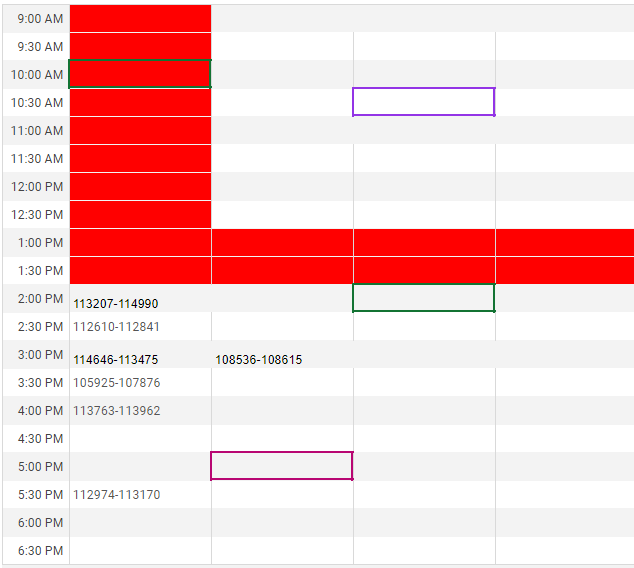 9:00 AM
9:30 AM
10:00 AM
10:30 AM
11:00 AM
11:30 AM
12:00 PM
12:30 PM
1:00 PM
1:30 PM
2:00 PM 113207-114990
2:30 PM 112610-112841
3:00 PM 114646-113475 108536-108615
3:30 PM 105925-107876
4:00 PM 113763-113962
4:30 PM
5:00 PM
5:30 PM 112974-113170
6:00 PM
6:30 PM